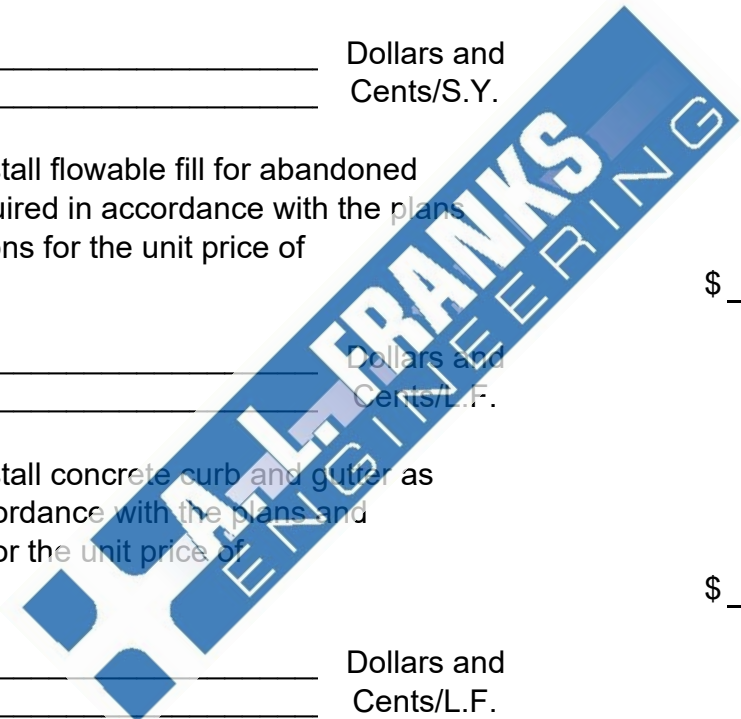 Dollars and
Cents/S.Y.
tall flowable fill for abandoned
uired in accordance with the plans
ons for the unit price of
$
Dollars and
Cents/L.F.
tall concrete curb and gutter as
ordance with the plans and
or the unit price of
$
Dollars and
Cents/L.F.
A. L. FRANKS
ENGINEERING